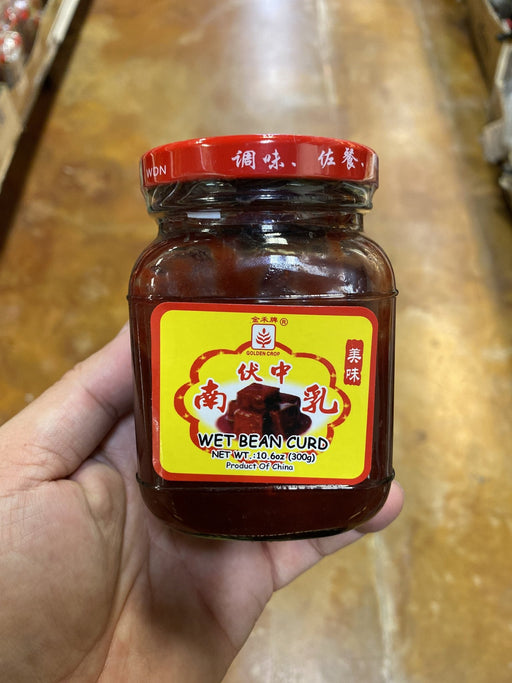 WON 调味、佐餐、
金禾牌®
GOLDEN CROP
美味
伏中
南 乳
WET BEAN CURD
NET WT.:10.6oz (300g)
Product Of China